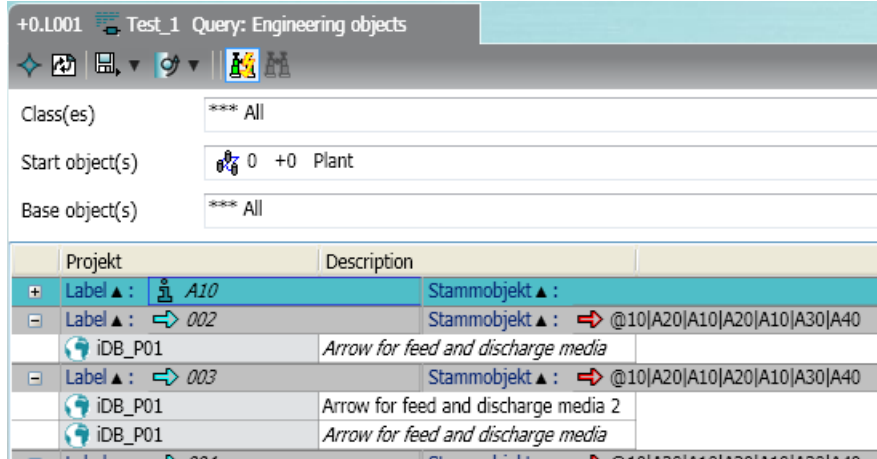 +0.L001 Test_1 Query: Engineering objects
Class(es) *** All
Start object(s) 0 +0 Plant
Base object(s) *** All
Projekt Description
Label ▲ : A10 Stammobjekt ▲ :
Label ▲ : 002 Stammobjekt ▲ : @10|A20|A10|A20|A10|A30|A40
iDB_P01 Arrow for feed and discharge media
Label ▲ : 003 Stammobjekt ▲ : @10|A20|A10|A20|A10|A30|A40
iDB_P01 Arrow for feed and discharge media 2
iDB_P01 Arrow for feed and discharge media